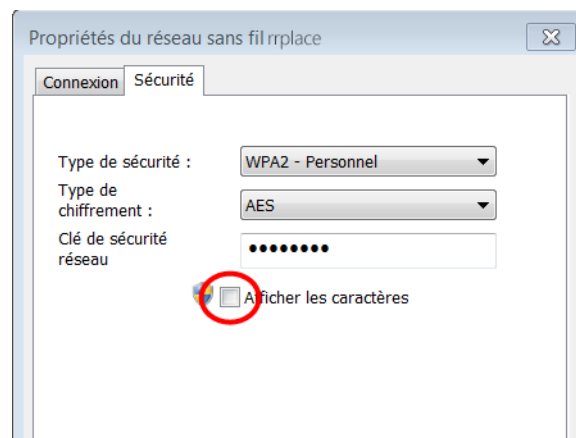 Propriétés du réseau sans fil rrplace
Connexion Sécurité
Type de sécurité : WPA2 - Personnel
Type de
chiffrement : AES
Clé de sécurité
réseau ••••••••
Afficher les caractères